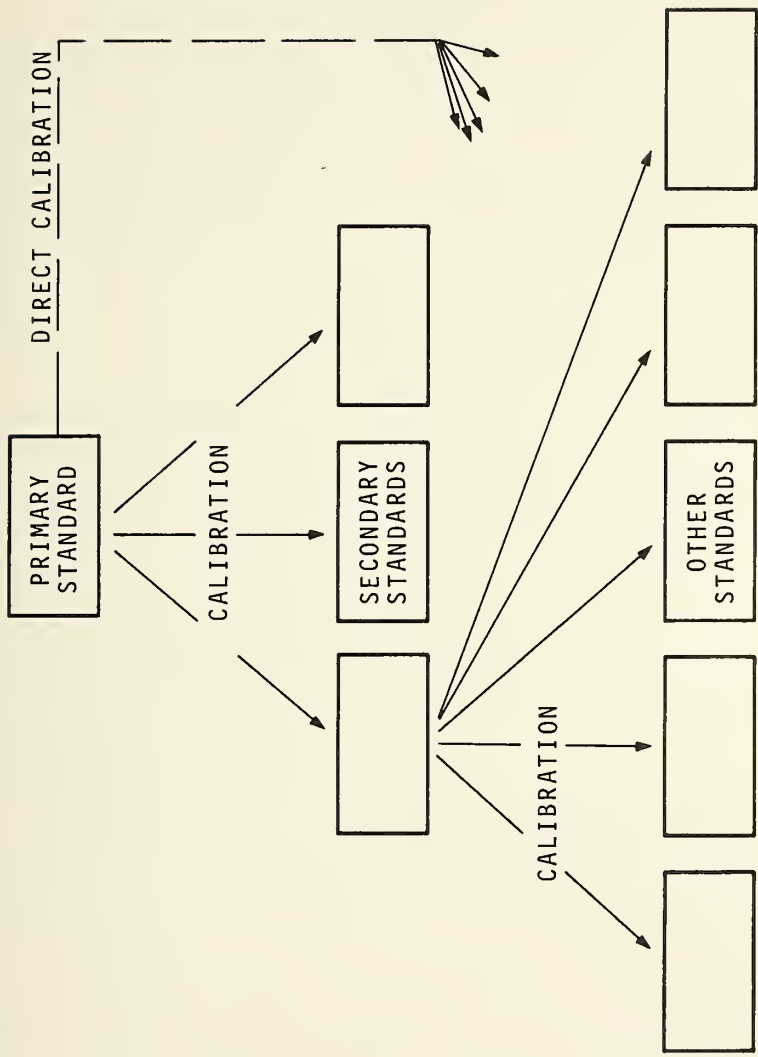 PRIMARY
STANDARD
DIRECT CALIBRATION
CALIBRATION
SECONDARY
STANDARDS
CALIBRATION
OTHER
STANDARDS